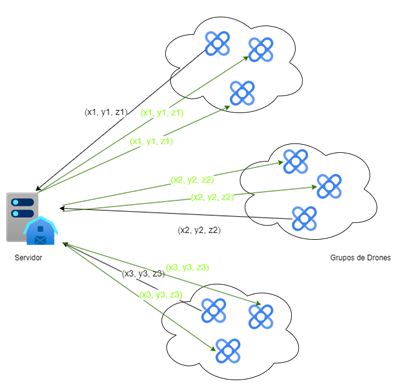 (x1, y1, z1)
(x1, y1, z1)
(x1, y1, z1)
(x2, y2, z2)
(x2, y2, z2)
(x2, y2, z2)
Servidor
Grupos de Drones
(x3, y3, z3)
(x3, y3, z3)
(x3, y3, z3)